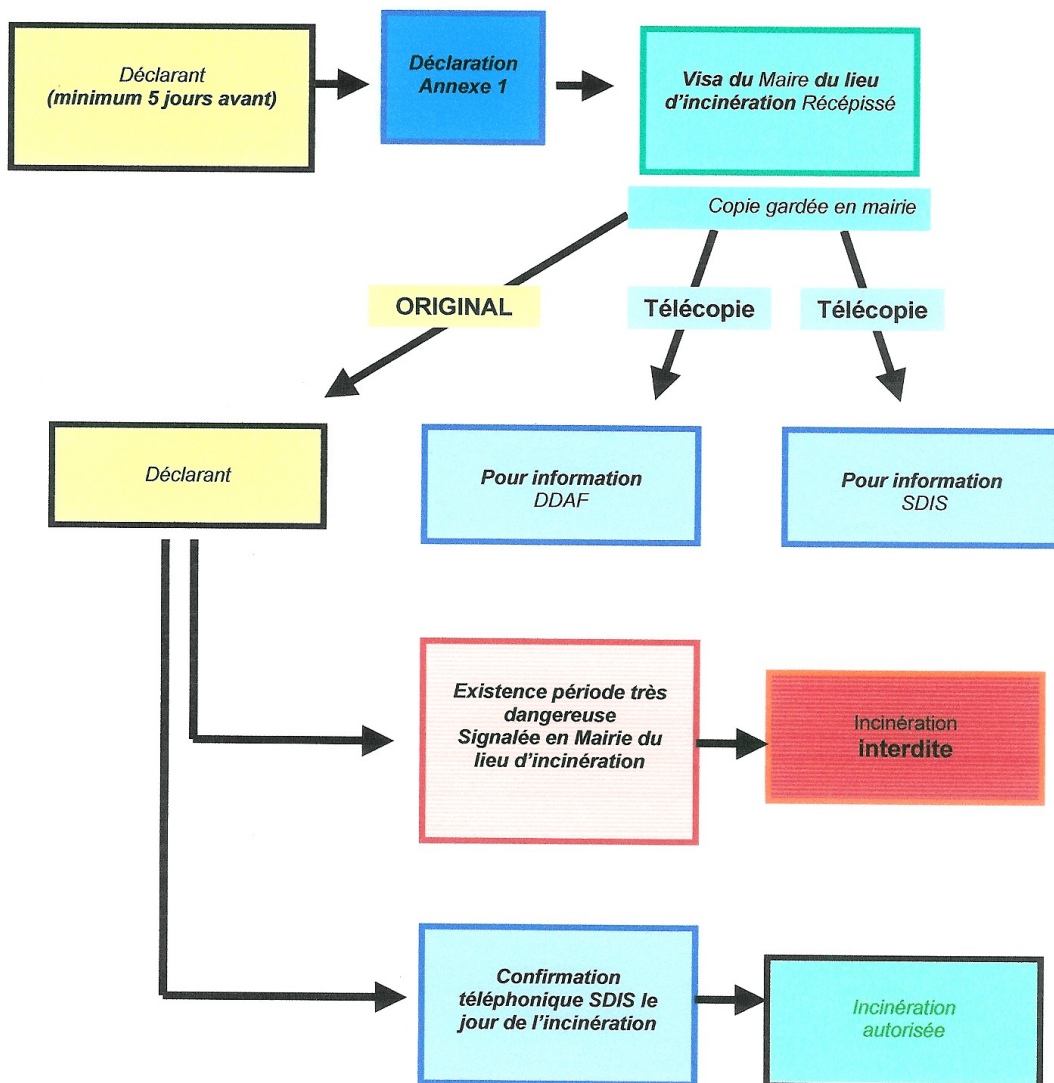 Déclarant
(minimum 5 jours avant)
Déclaration
Annexe 1
Visa du Maire du lieu
d'incinération Récépissé
Copie gardée en mairie
ORIGINAL
Télécopie
Télécopie
Déclarant
Pour information
DDAF
Pour information
SDIS
Existence période très
dangereuse
Signalée en Mairie du
lieu d'incinération
Incinération
interdite
Confirmation
téléphonique SDIS le
jour de l'incinération
Incinération
autorisée